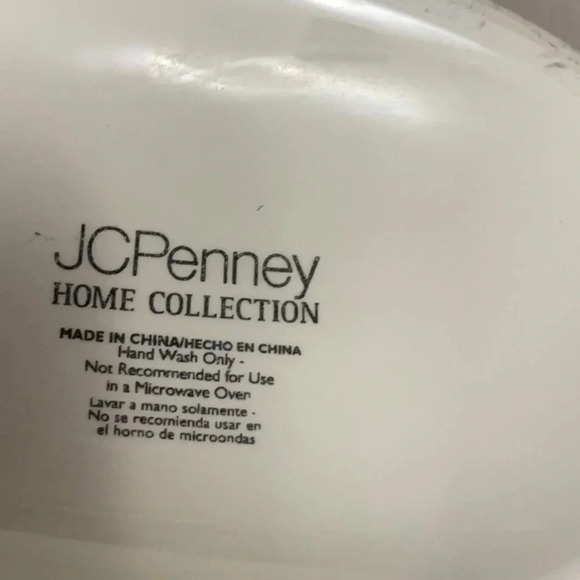 JCPenney
HOME COLLECTION
MADE IN CHINA/HECHO EN CHINA
Hand Wash Only -
Not Recommended for Use
in a Microwave Oven
Lavar a mano solamente -
No se recomienda usar en
el horno de microondas